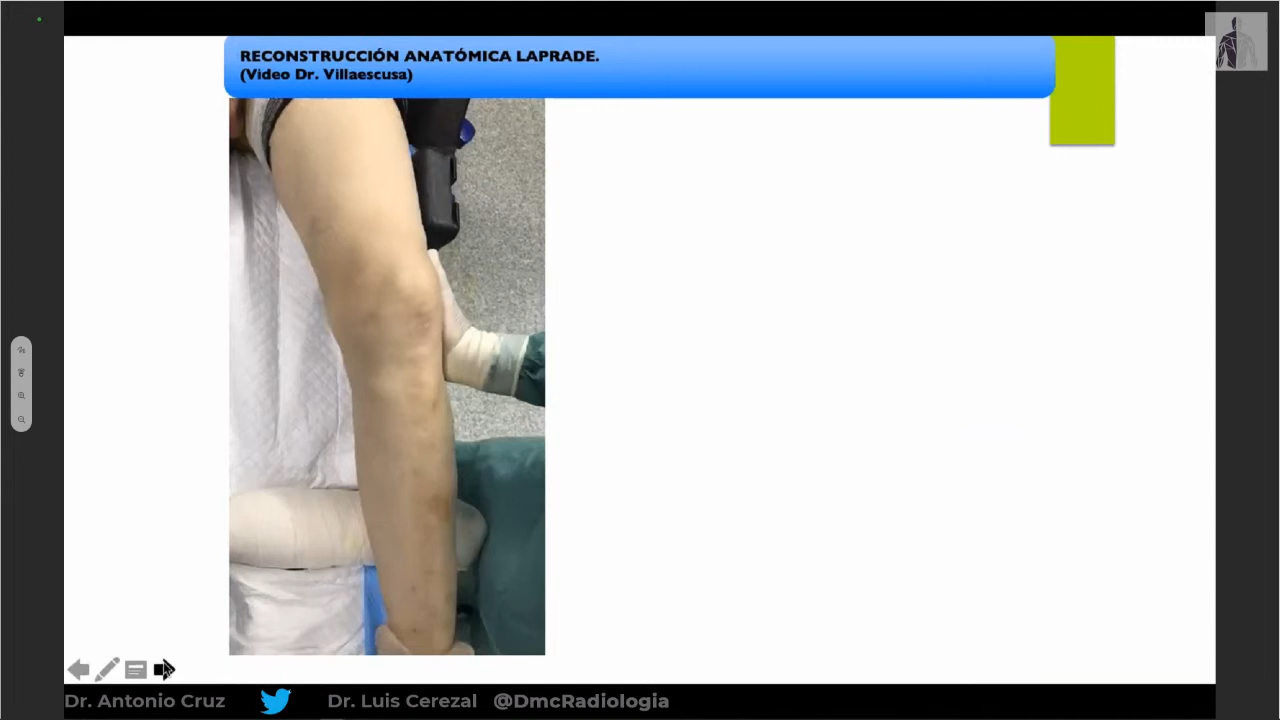 RECONSTRUCCIÓN ANATÓMICA LAPRADE.
(Video Dr. Villaescusa)
Dr. Antonio Cruz Dr. Luis Cerezal @DmcRadiologia